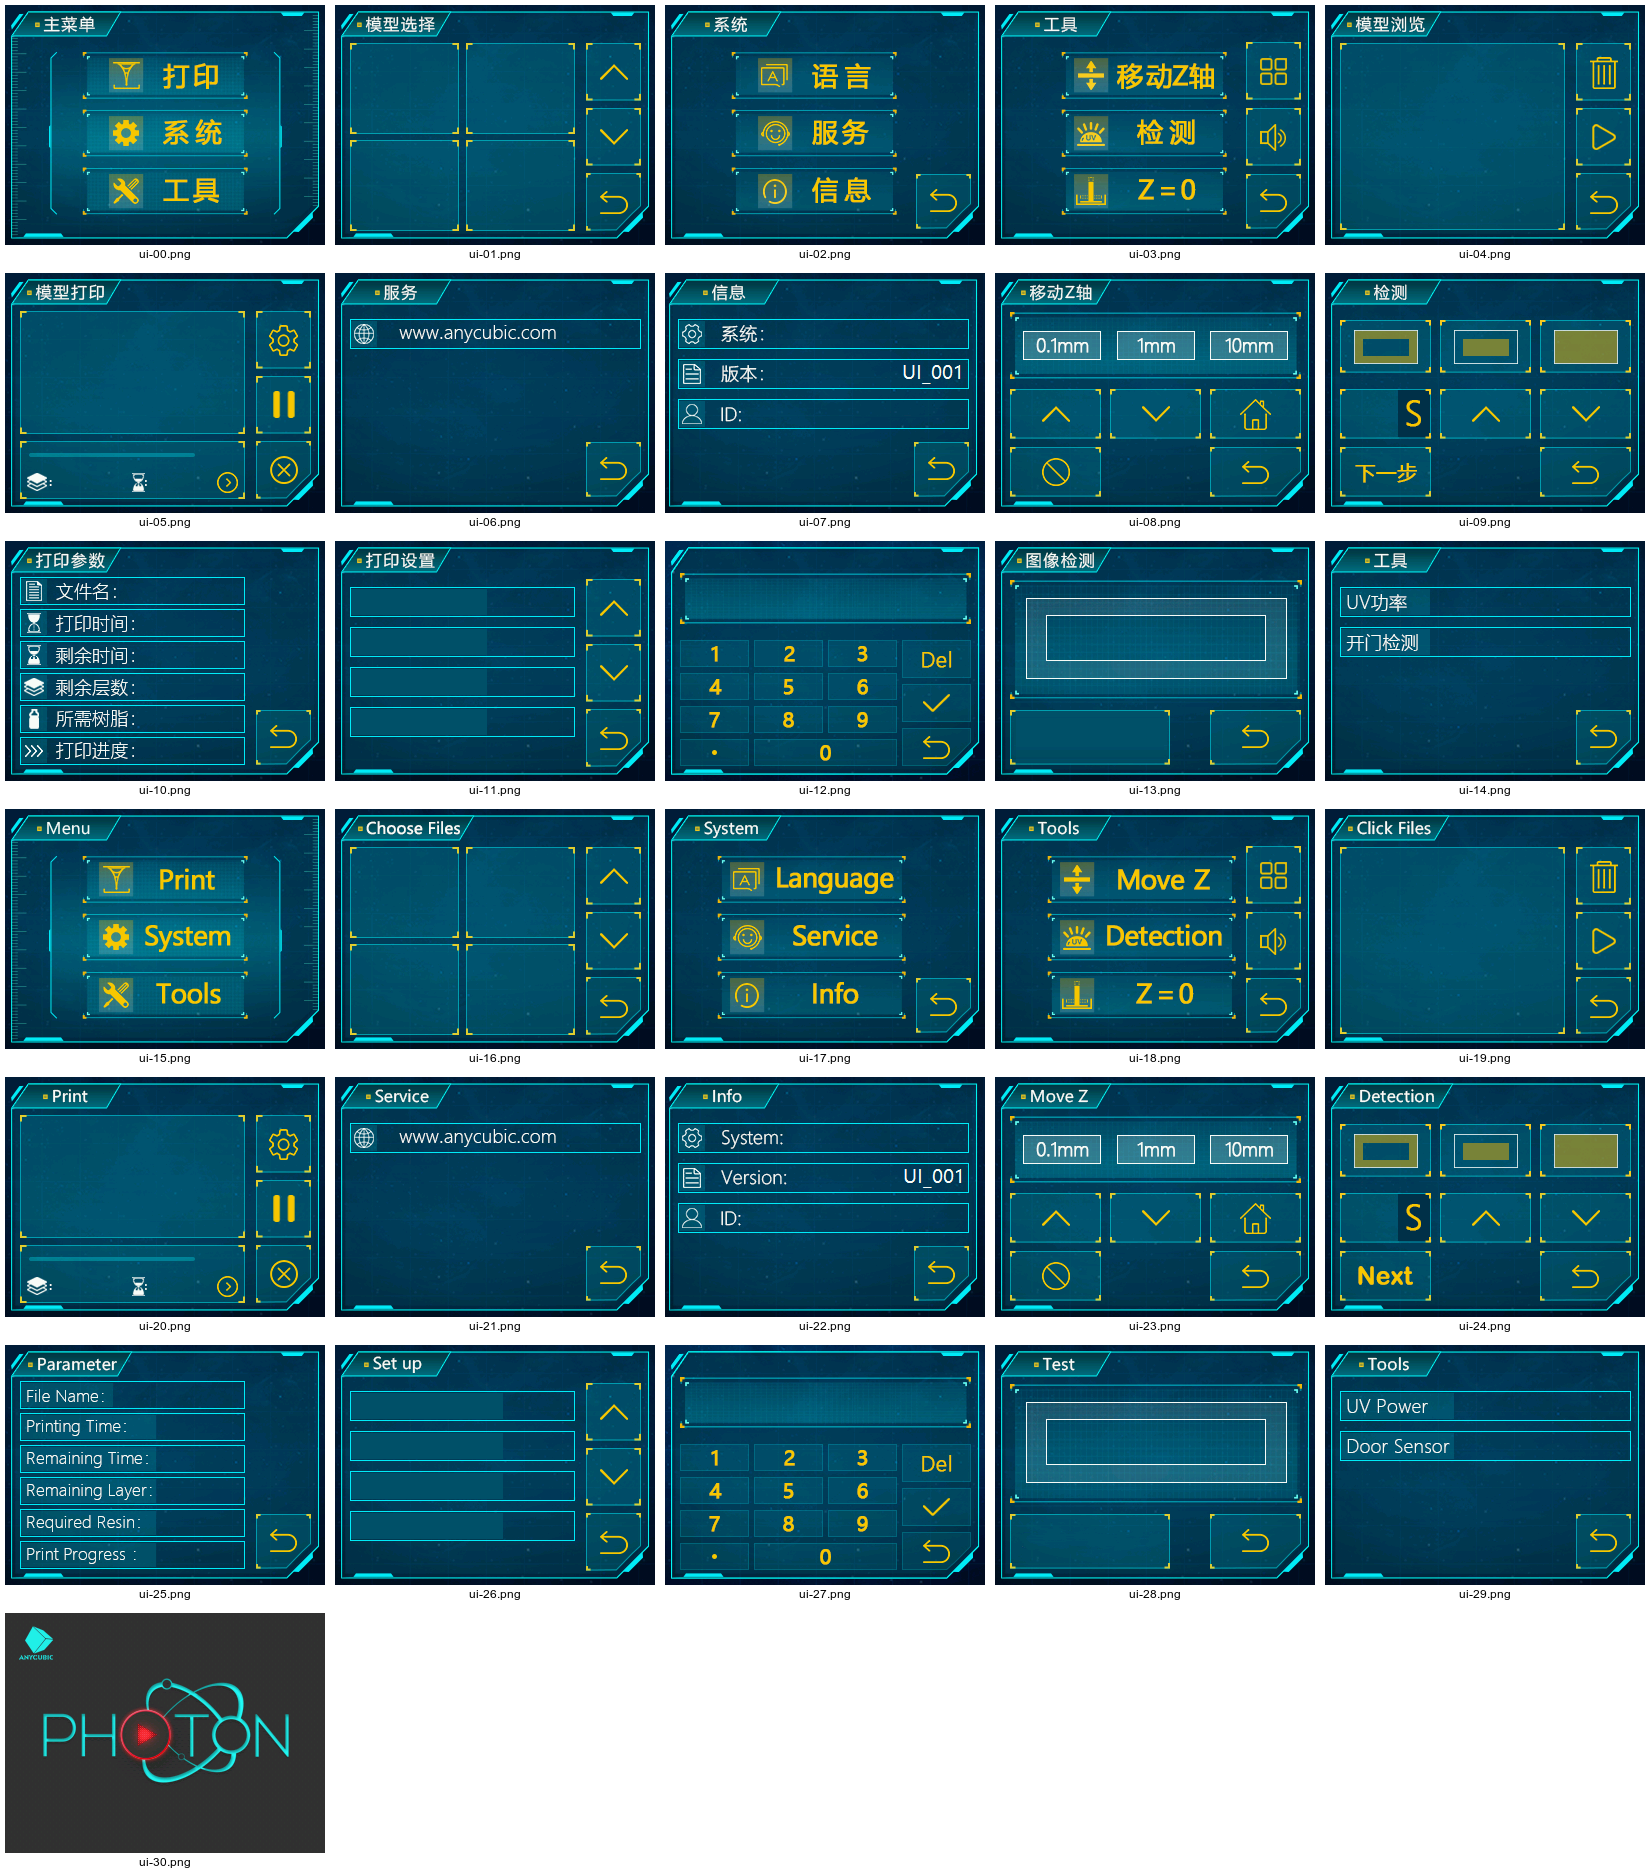 主菜单
打印
系统
工具
ui-00.png
模型选择
ui-01.png
系统
语言
服务
信息
ui-02.png
工具
移动Z轴
检测
Z=0
ui-03.png
模型浏览
ui-04.png
模型打印
ui-05.png
服务
www.anycubic.com
ui-06.png
信息
系统:
版本: UI_001
ID:
ui-07.png
移动Z轴
0.1mm 1mm 10mm
ui-08.png
检测
S
下一步
ui-09.png
打印参数
文件名:
打印时间:
剩余时间:
剩余层数:
所需树脂:
打印进度:
ui-10.png
打印设置
ui-11.png
1 2 3 Del
4 5 6
7 8 9
. 0
ui-12.png
图像检测
ui-13.png
工具
UV功率
开门检测
ui-14.png
Menu
Print
System
Tools
ui-15.png
Choose Files
ui-16.png
System
Language
Service
Info
ui-17.png
Tools
Move Z
UV Detection
Z=0
ui-18.png
Click Files
ui-19.png
Print
ui-20.png
Service
www.anycubic.com
ui-21.png
Info
System:
Version: UI_001
ID:
ui-22.png
Move Z
0.1mm 1mm 10mm
ui-23.png
Detection
S
Next
ui-24.png
Parameter
File Name:
Printing Time:
Remaining Time:
Remaining Layer:
Required Resin:
Print Progress :
ui-25.png
Set up
ui-26.png
1 2 3 Del
4 5 6
7 8 9
. 0
ui-27.png
Test
ui-28.png
Tools
UV Power
Door Sensor
ui-29.png
ANYCUBIC
PHOTON
ui-30.png